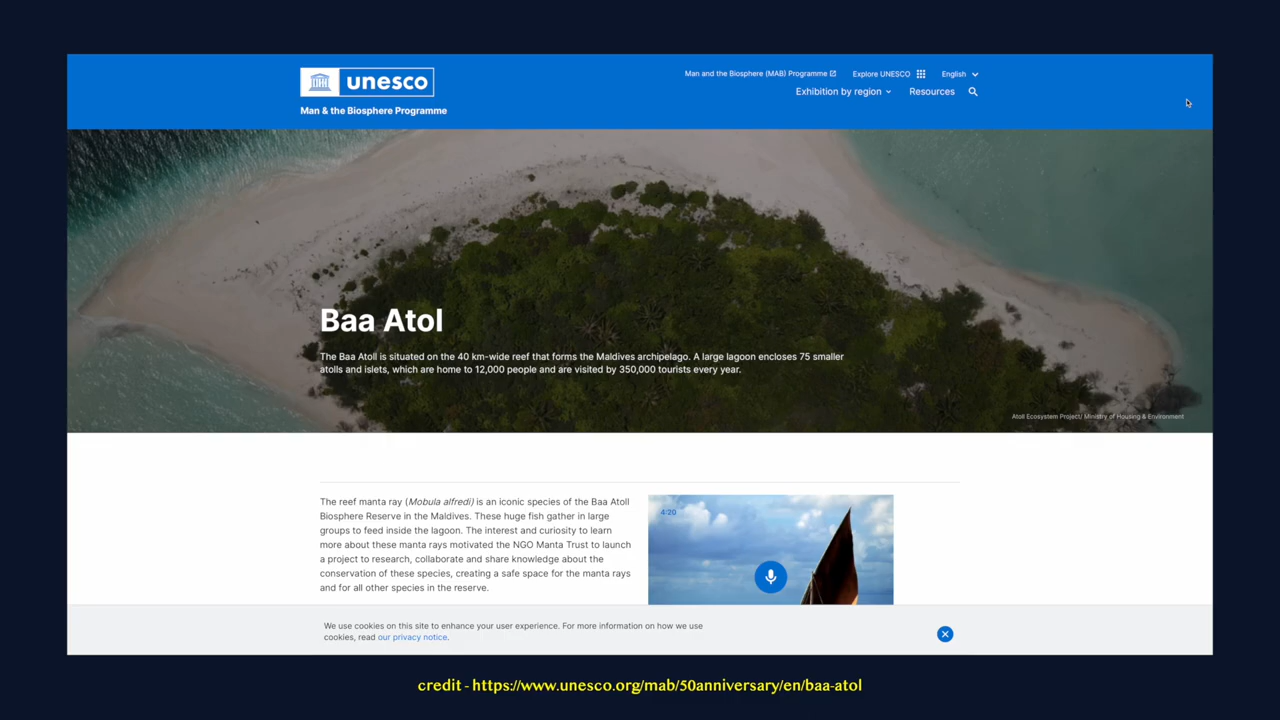 unesco
Man & the Biosphere Programme
Man and the Biosphere (MAB) Programme
Explore UNESCO
English
Exhibition by region
Resources
Baa Atol
The Baa Atoll is situated on the 40 km-wide reef that forms the Maldives archipelago. A large lagoon encloses 75 smaller
atolls and islets, which are home to 12,000 people and are visited by 350,000 tourists every year.
Atoll Ecosystem Project/ Ministry of Housing & Environment
The reef manta ray (Mobula alfredi) is an iconic species of the Baa Atoll
Biosphere Reserve in the Maldives. These huge fish gather in large
groups to feed inside the lagoon. The interest and curiosity to learn
more about these manta rays motivated the NGO Manta Trust to launch
a project to research, collaborate and share knowledge about the
conservation of these species, creating a safe space for the manta rays
and for all other species in the reserve.
4:20
We use cookies on this site to enhance your user experience. For more information on how we use
cookies, read our privacy notice.
credit - https://www.unesco.org/mab/50anniversary/en/baa-atol